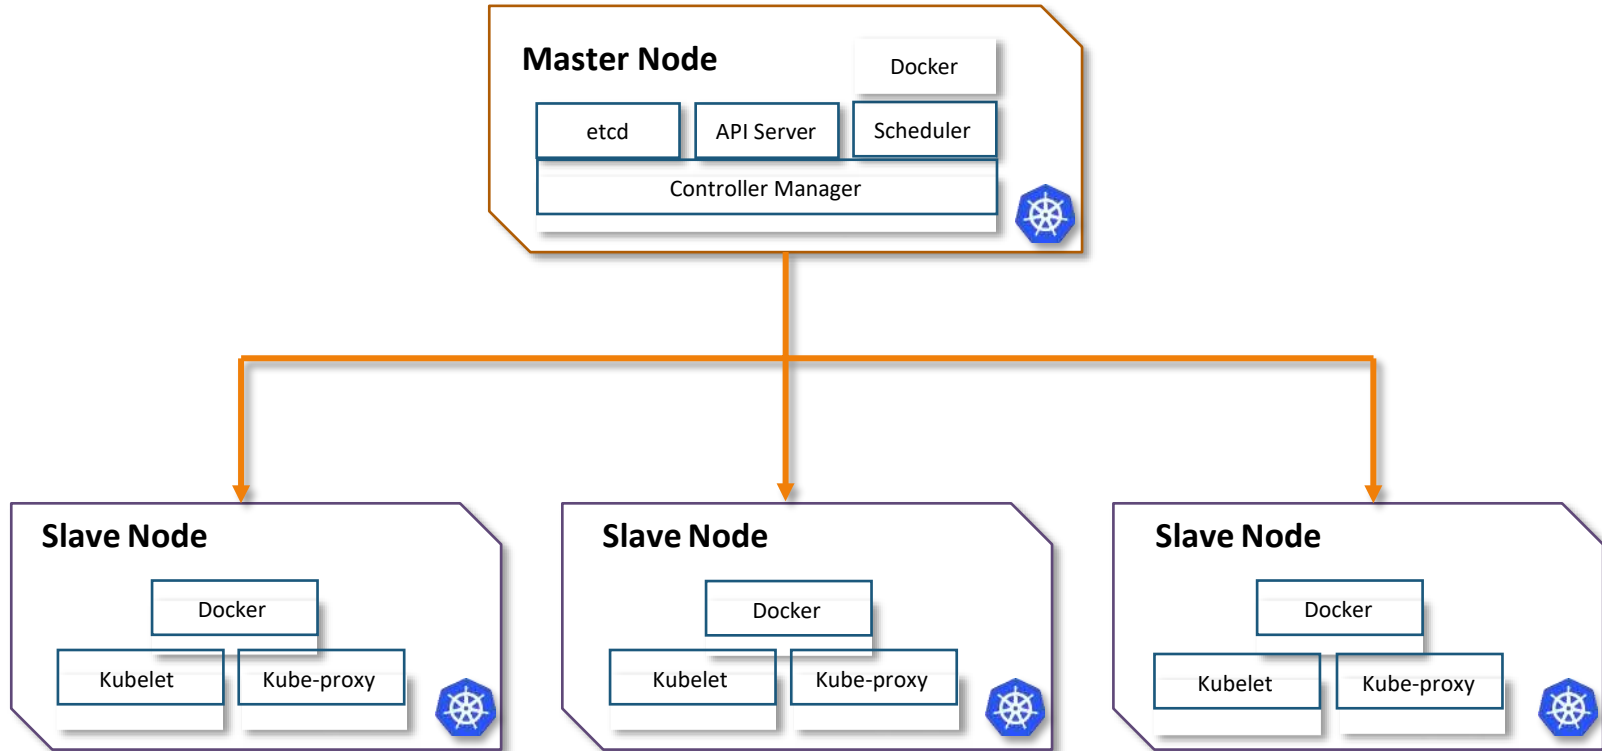 Master Node
Docker
etcd
API Server
Scheduler
Controller Manager
Slave Node
Docker
Kubelet
Kube-proxy
Slave Node
Docker
Kubelet
Kube-proxy
Slave Node
Docker
Kubelet
Kube-proxy